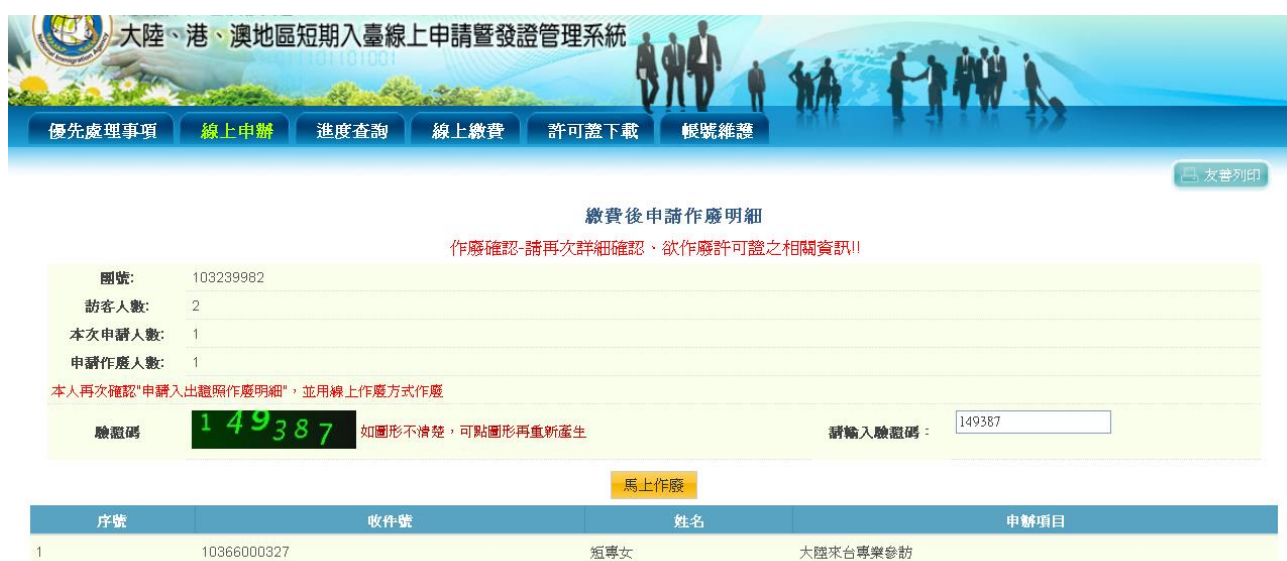 大陸、港、澳地區短期入臺線上申請暨發證管理系統
優先處理事項 線上申辦 進度查詢 線上繳費 許可證下載 帳號維護
友善列印
繳費後申請作廢明細
作廢確認-請再次詳細確認、欲作廢許可證之相關資訊!!
團號: 103239982
訪客人數: 2
本次申請人數: 1
申請作廢人數: 1
本人再次確認"申請入出證照作廢明細"，並用線上作廢方式作廢
驗證碼 149387 如圖形不清楚，可點圖形再重新產生 請輸入驗證碼： 149387
馬上作廢
序號 收件號 姓名 申辦項目
1 10366000327 短專女 大陸來台專業參訪